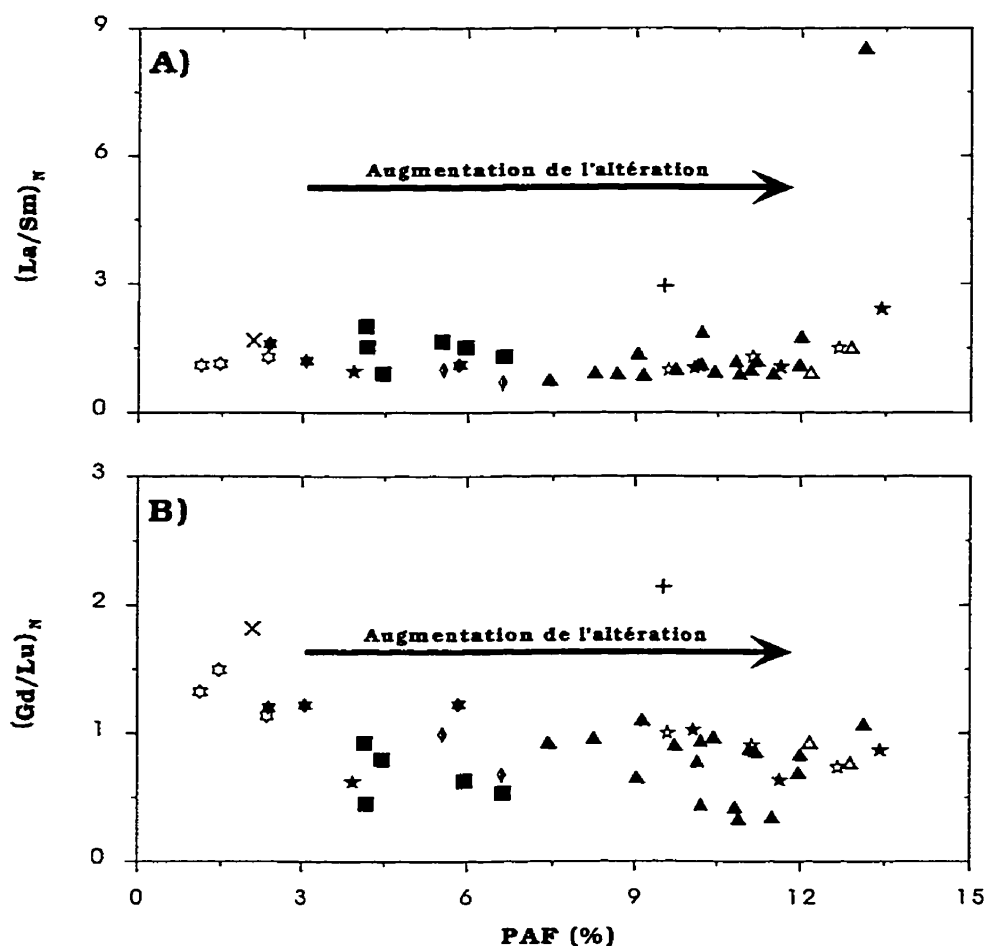 9
A)
Augmentation de l'altération
6
(La/Sm)N
3
0
3
B)
2
Augmentation de l'altération
(Gd/Lu)N
1
0
0 3 6 9 12 15
PAF (%)